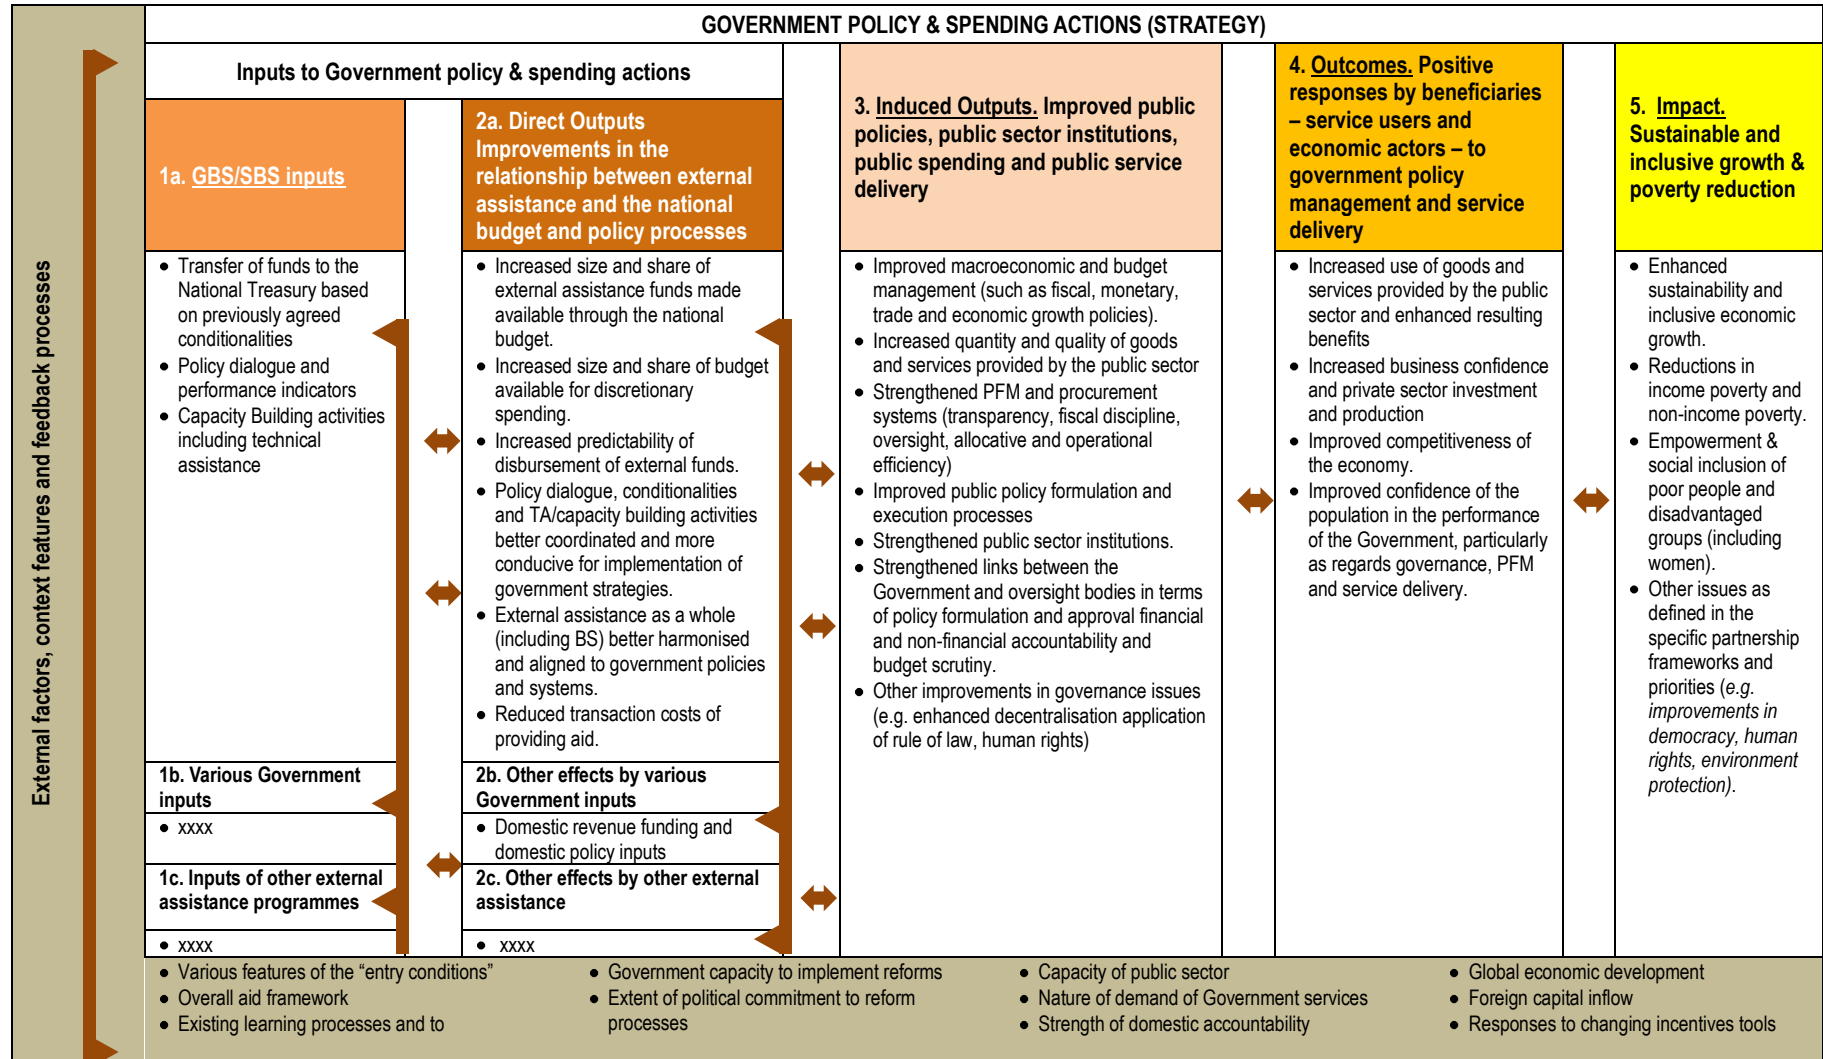 GOVERNMENT POLICY & SPENDING ACTIONS (STRATEGY)
External factors, context features and feedback processes
Inputs to Government policy & spending actions
1a. GBS/SBS inputs
● Transfer of funds to the
National Treasury based
on previously agreed
conditionalities
● Policy dialogue and
performance indicators
● Capacity Building activities
including technical
assistance
1b. Various Government
inputs
● xxxx
1c. Inputs of other external
assistance programmes
● xxxx
2a. Direct Outputs
Improvements in the
relationship between external
assistance and the national
budget and policy processes
● Increased size and share of
external assistance funds made
available through the national
budget.
● Increased size and share of budget
available for discretionary
spending.
● Increased predictability of
disbursement of external funds.
● Policy dialogue, conditionalities
and TA/capacity building activities
better coordinated and more
conducive for implementation of
government strategies.
● External assistance as a whole
(including BS) better harmonised
and aligned to government policies
and systems.
● Reduced transaction costs of
providing aid.
2b. Other effects by various
Government inputs
● Domestic revenue funding and
domestic policy inputs
2c. Other effects by other external
assistance
● xxxx
3. Induced Outputs. Improved public
policies, public sector institutions,
public spending and public service
delivery
● Improved macroeconomic and budget
management (such as fiscal, monetary,
trade and economic growth policies).
● Increased quantity and quality of goods
and services provided by the public sector
● Strengthened PFM and procurement
systems (transparency, fiscal discipline,
oversight, allocative and operational
efficiency)
● Improved public policy formulation and
execution processes
● Strengthened public sector institutions.
● Strengthened links between the
Government and oversight bodies in terms
of policy formulation and approval financial
and non-financial accountability and
budget scrutiny.
● Other improvements in governance issues
(e.g. enhanced decentralisation application
of rule of law, human rights)
4. Outcomes. Positive
responses by beneficiaries
– service users and
economic actors – to
government policy
management and service
delivery
● Increased use of goods and
services provided by the public
sector and enhanced resulting
benefits
● Increased business confidence
and private sector investment
and production
● Improved competitiveness of
the economy.
● Improved confidence of the
population in the performance
of the Government, particularly
as regards governance, PFM
and service delivery.
5. Impact.
Sustainable and
inclusive growth &
poverty reduction
● Enhanced
sustainability and
inclusive economic
growth.
● Reductions in
income poverty and
non-income poverty.
● Empowerment &
social inclusion of
poor people and
disadvantaged
groups (including
women).
● Other issues as
defined in the
specific partnership
frameworks and
priorities (e.g.
improvements in
democracy, human
rights, environment
protection).
● Various features of the “entry conditions”
● Overall aid framework
● Existing learning processes and to
● Government capacity to implement reforms
● Extent of political commitment to reform
processes
● Capacity of public sector
● Nature of demand of Government services
● Strength of domestic accountability
● Global economic development
● Foreign capital inflow
● Responses to changing incentives tools